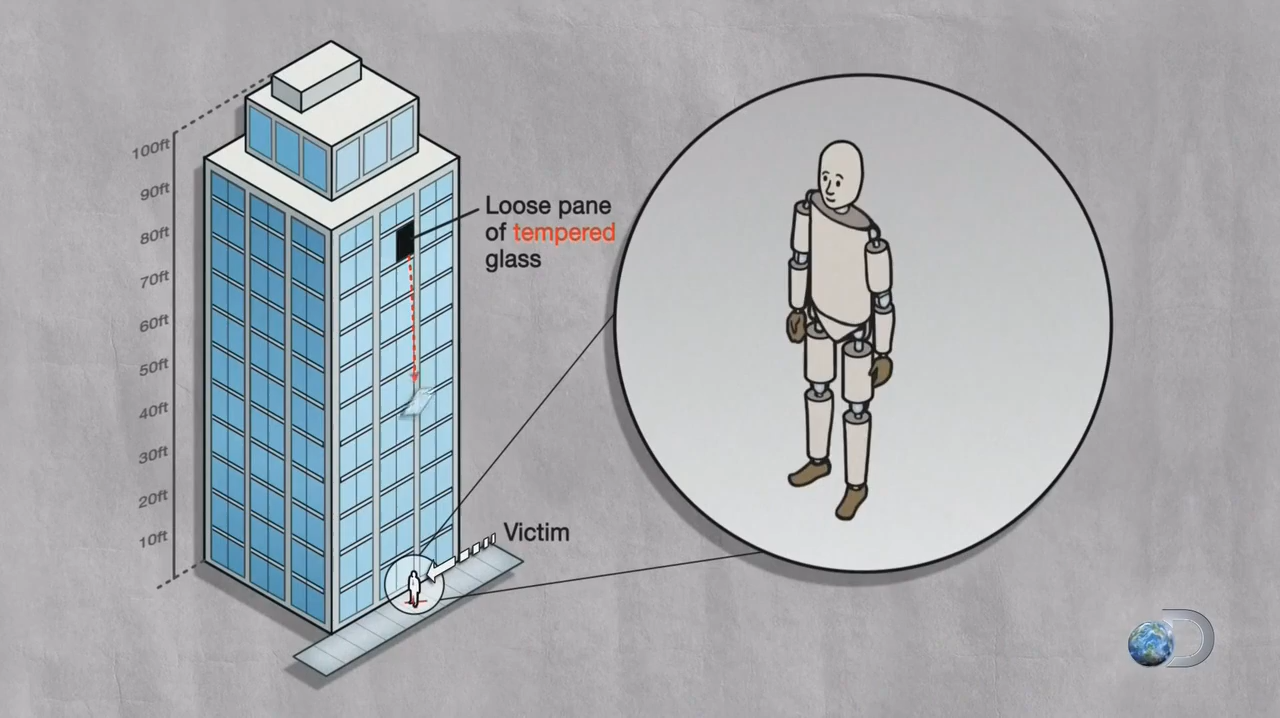 100ft
90ft
80ft
70ft
60ft
50ft
40ft
30ft
20ft
10ft
Loose pane
of tempered
glass
Victim